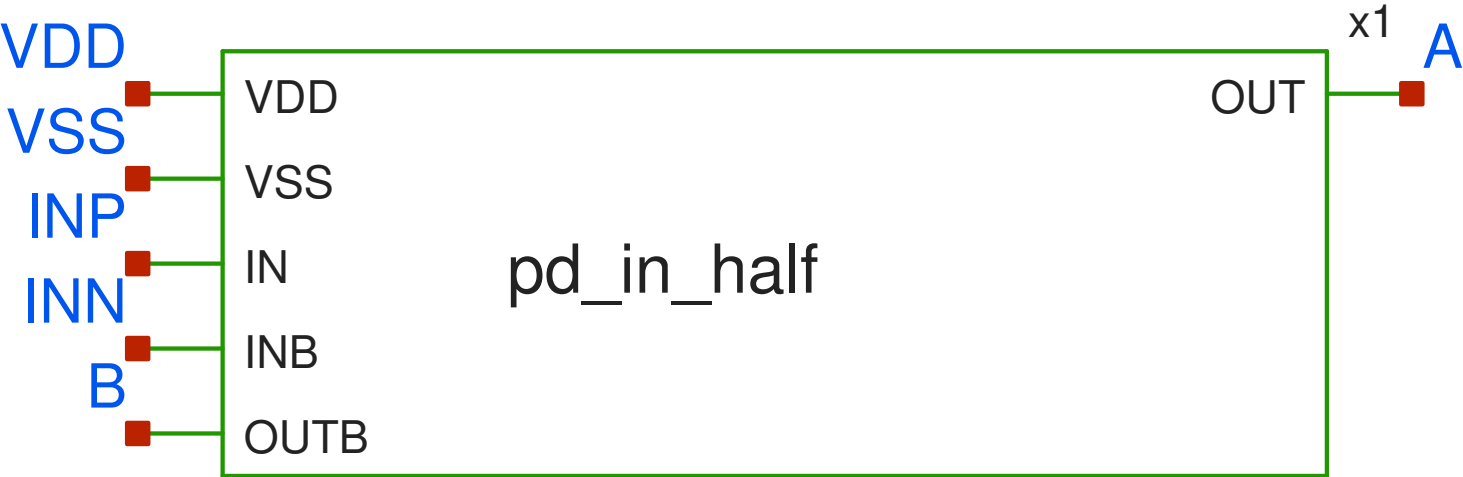 x1
VDD
A
VDD
OUT
VSS
VSS
INP
IN
pd_in_half
INN
INB
B
OUTB